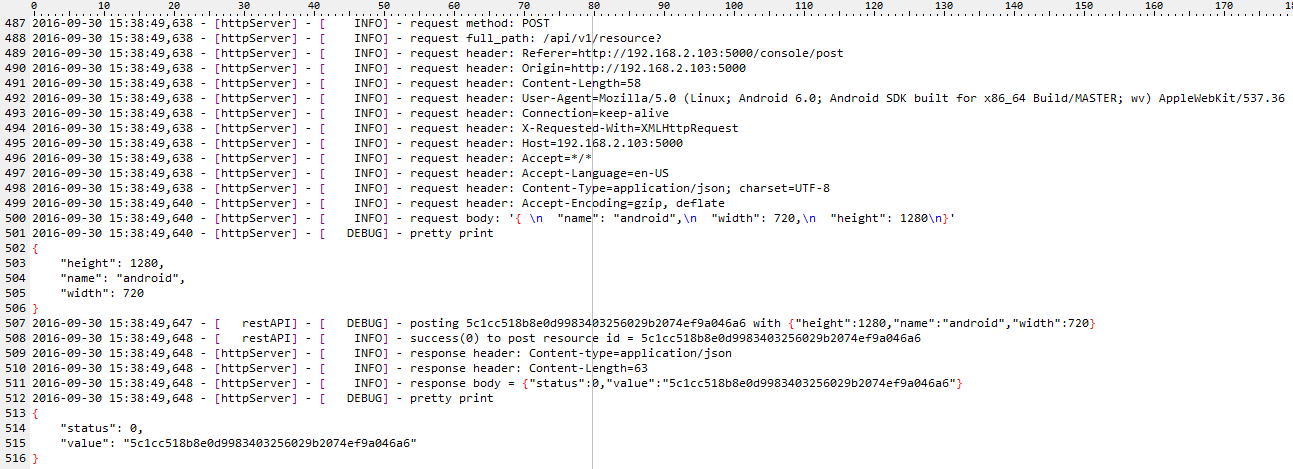 0 10 20 30 40 50 60 70 80 90 100 110 120 130 140 150 160 170 18
487 2016-09-30 15:38:49,638 - [httpServer] - [    INFO] - request method: POST
488 2016-09-30 15:38:49,638 - [httpServer] - [    INFO] - request full_path: /api/v1/resource?
489 2016-09-30 15:38:49,638 - [httpServer] - [    INFO] - request header: Referer=http://192.168.2.103:5000/console/post
490 2016-09-30 15:38:49,638 - [httpServer] - [    INFO] - request header: Origin=http://192.168.2.103:5000
491 2016-09-30 15:38:49,638 - [httpServer] - [    INFO] - request header: Content-Length=58
492 2016-09-30 15:38:49,638 - [httpServer] - [    INFO] - request header: User-Agent=Mozilla/5.0 (Linux; Android 6.0; Android SDK built for x86_64 Build/MASTER; wv) AppleWebKit/537.36
493 2016-09-30 15:38:49,638 - [httpServer] - [    INFO] - request header: Connection=keep-alive
494 2016-09-30 15:38:49,638 - [httpServer] - [    INFO] - request header: X-Requested-With=XMLHttpRequest
495 2016-09-30 15:38:49,638 - [httpServer] - [    INFO] - request header: Host=192.168.2.103:5000
496 2016-09-30 15:38:49,638 - [httpServer] - [    INFO] - request header: Accept=*/*
497 2016-09-30 15:38:49,638 - [httpServer] - [    INFO] - request header: Accept-Language=en-US
498 2016-09-30 15:38:49,638 - [httpServer] - [    INFO] - request header: Content-Type=application/json; charset=UTF-8
499 2016-09-30 15:38:49,640 - [httpServer] - [    INFO] - request header: Accept-Encoding=gzip, deflate
500 2016-09-30 15:38:49,640 - [httpServer] - [    INFO] - request body: '{ \n  "name": "android",\n  "width": 720,\n  "height": 1280\n}'
501 2016-09-30 15:38:49,640 - [httpServer] - [   DEBUG] - pretty print
502 {
503     "height": 1280,
504     "name": "android",
505     "width": 720
506 }
507 2016-09-30 15:38:49,647 - [   restAPI] - [   DEBUG] - posting 5c1cc518b8e0d9983403256029b2074ef9a046a6 with {"height":1280,"name":"android","width":720}
508 2016-09-30 15:38:49,648 - [   restAPI] - [    INFO] - success(0) to post resource id = 5c1cc518b8e0d9983403256029b2074ef9a046a6
509 2016-09-30 15:38:49,648 - [httpServer] - [    INFO] - response header: Content-type=application/json
510 2016-09-30 15:38:49,648 - [httpServer] - [    INFO] - response header: Content-Length=63
511 2016-09-30 15:38:49,648 - [httpServer] - [    INFO] - response body = {"status":0,"value":"5c1cc518b8e0d9983403256029b2074ef9a046a6"}
512 2016-09-30 15:38:49,648 - [httpServer] - [   DEBUG] - pretty print
513 {
514     "status": 0,
515     "value": "5c1cc518b8e0d9983403256029b2074ef9a046a6"
516 }